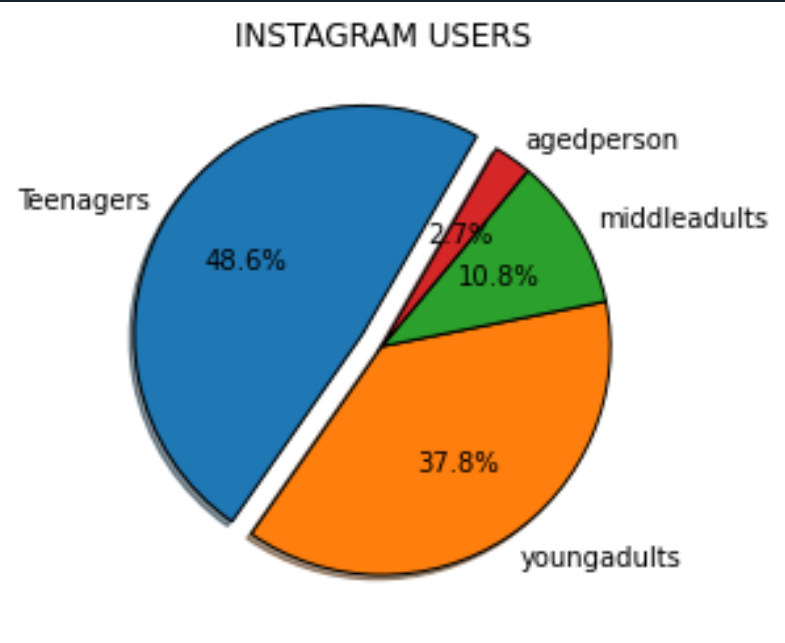 INSTAGRAM USERS
agedperson
Teenagers
middleadults
2.7%
48.6%
10.8%
37.8%
youngadults